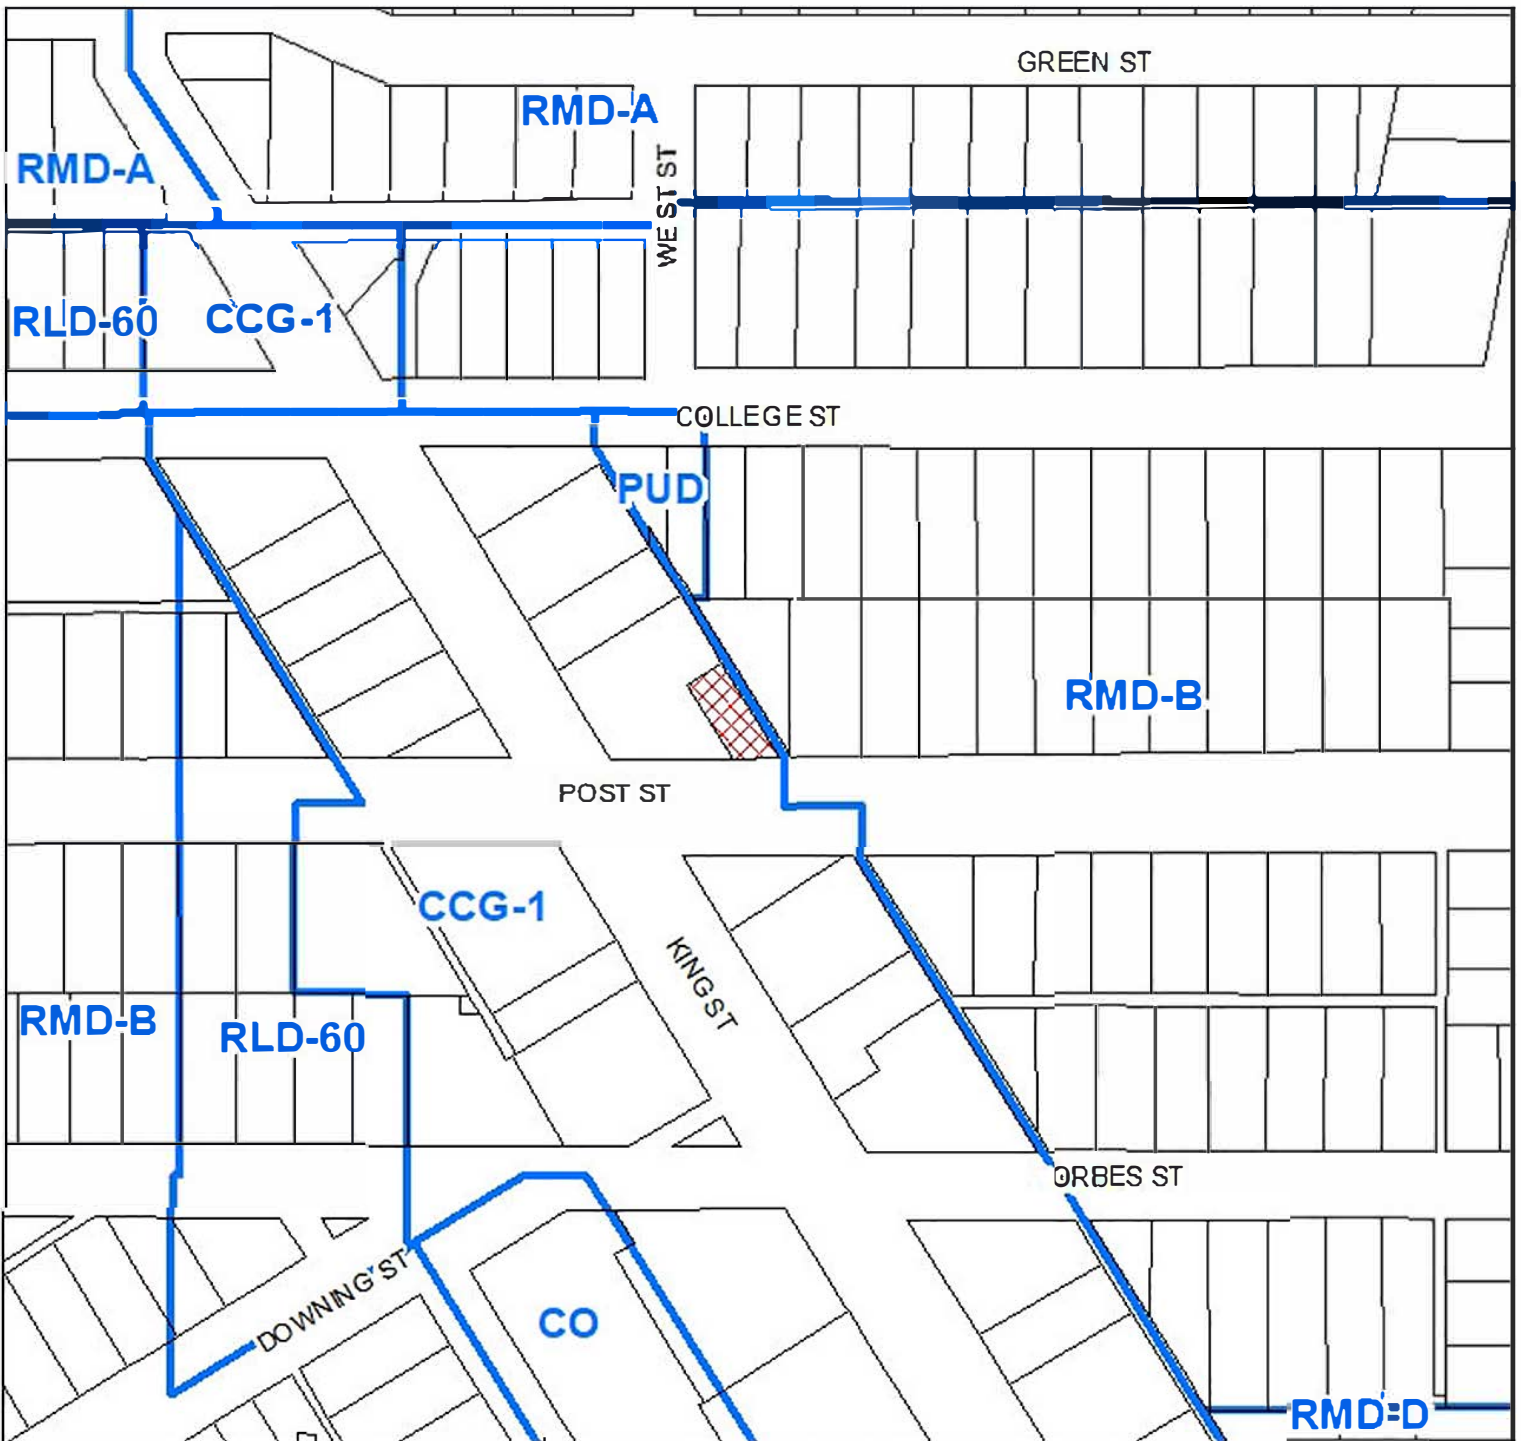 GREEN ST
RMD-A
RMD-A
WEST ST
RLD-60
CCG-1
COLLEGE ST
PUD
RMD-B
POST ST
CCG-1
KING ST
RMD-B
RLD-60
ORBES ST
DOWNING ST
CO
RMD-D